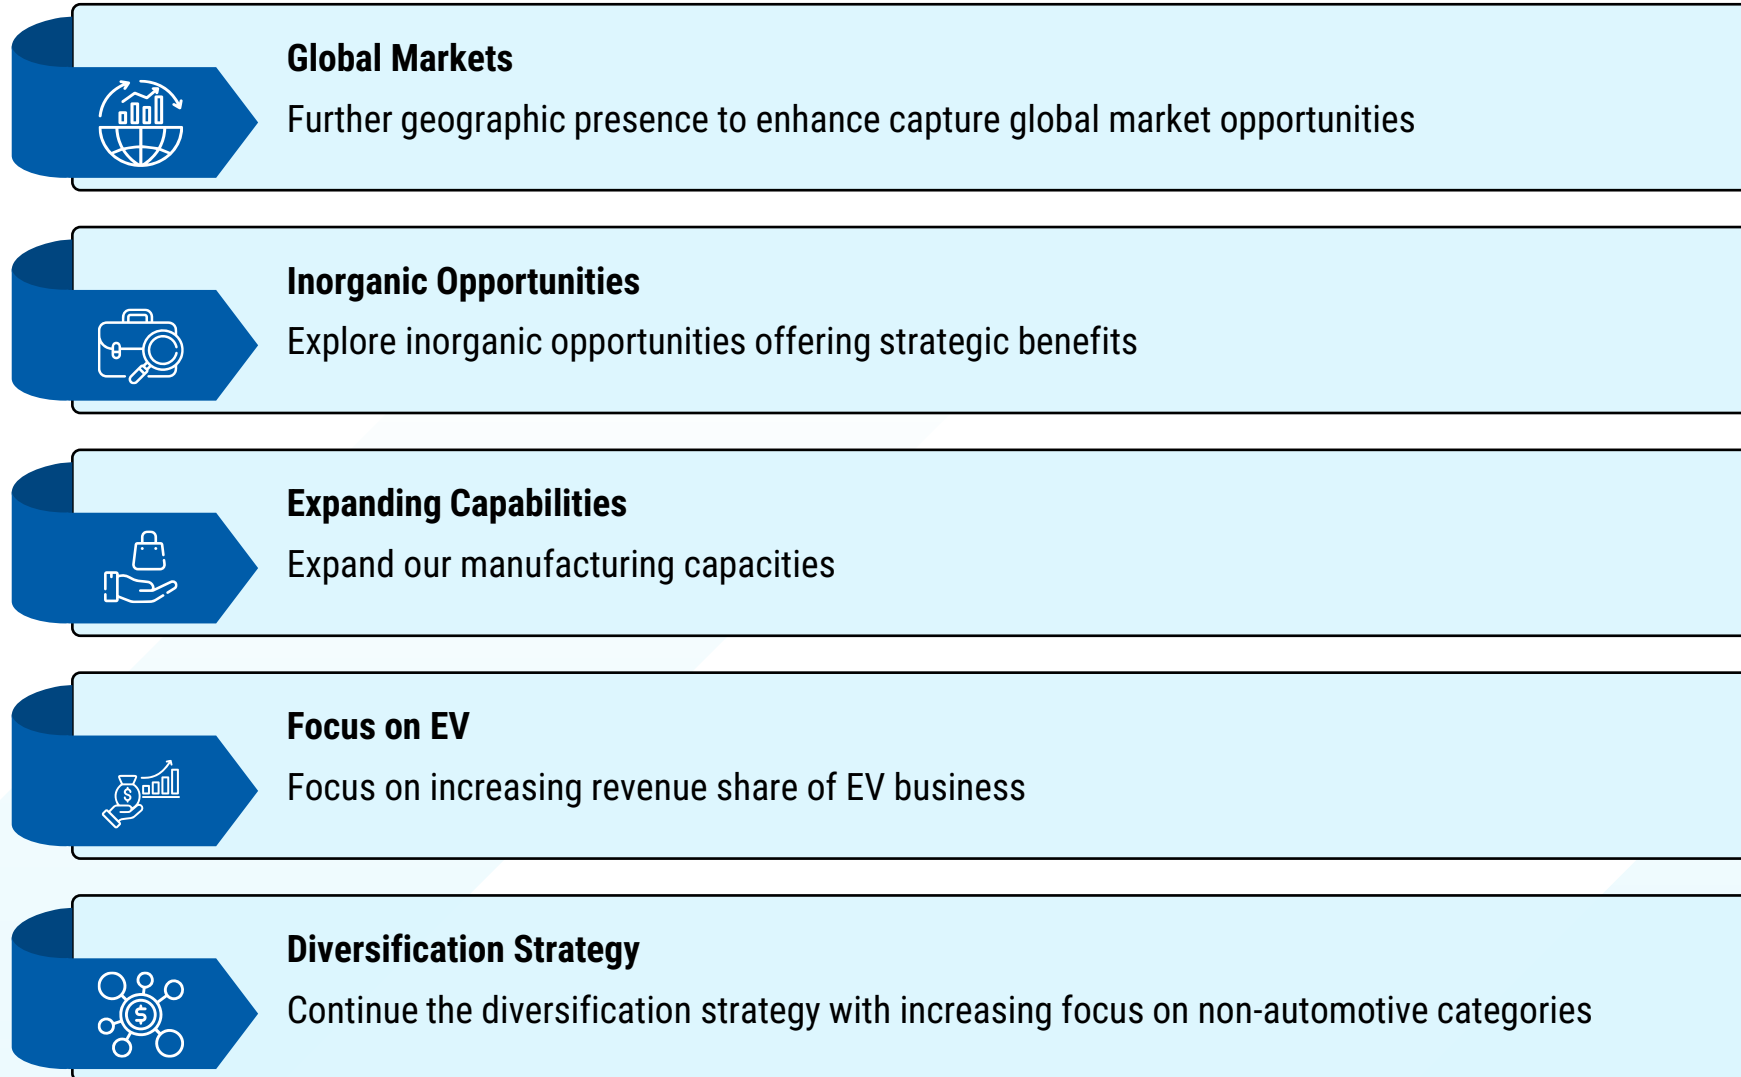 Global Markets
Further geographic presence to enhance capture global market opportunities
Inorganic Opportunities
Explore inorganic opportunities offering strategic benefits
Expanding Capabilities
Expand our manufacturing capacities
Focus on EV
Focus on increasing revenue share of EV business
Diversification Strategy
Continue the diversification strategy with increasing focus on non-automotive categories